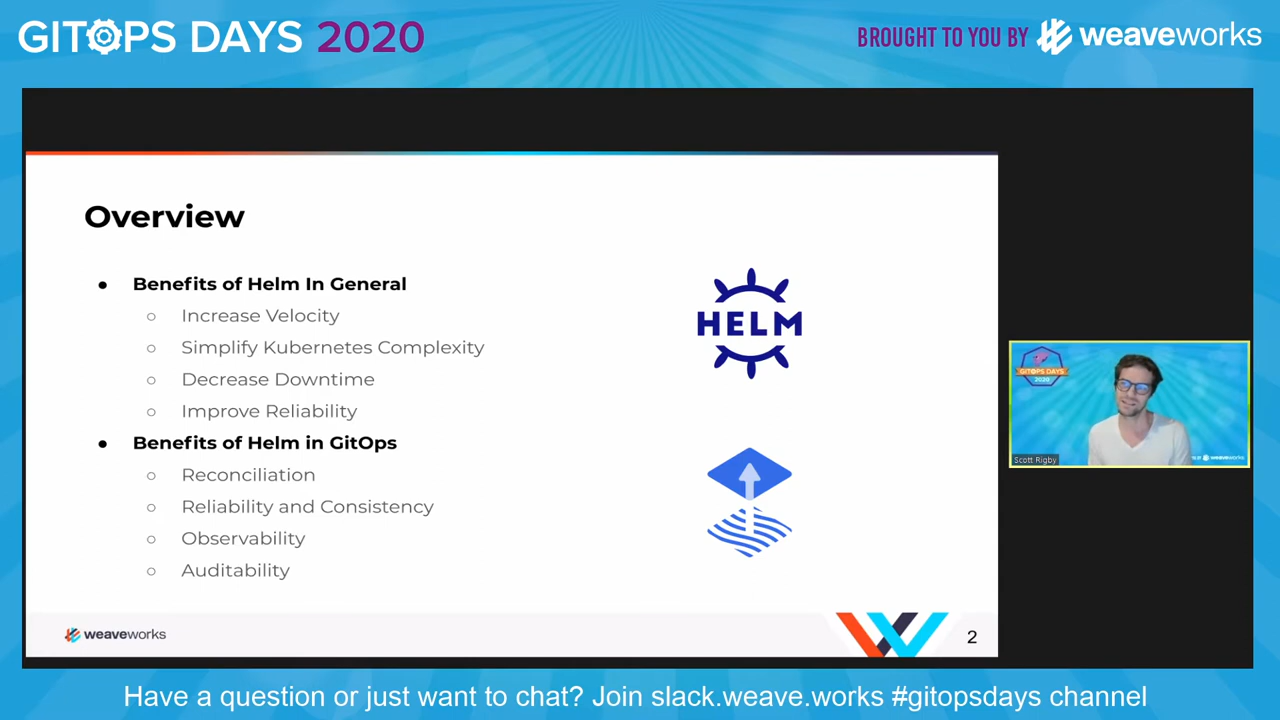 GITOPS DAYS 2020
BROUGHT TO YOU BY weaveworks
Overview
● Benefits of Helm In General
○ Increase Velocity
○ Simplify Kubernetes Complexity
○ Decrease Downtime
○ Improve Reliability
● Benefits of Helm in GitOps
○ Reconciliation
○ Reliability and Consistency
○ Observability
○ Auditability
HELM
weaveworks
2
GITOPS DAYS
2020
Scott Rigby
weaveworks
Have a question or just want to chat? Join slack.weave.works #gitopsdays channel